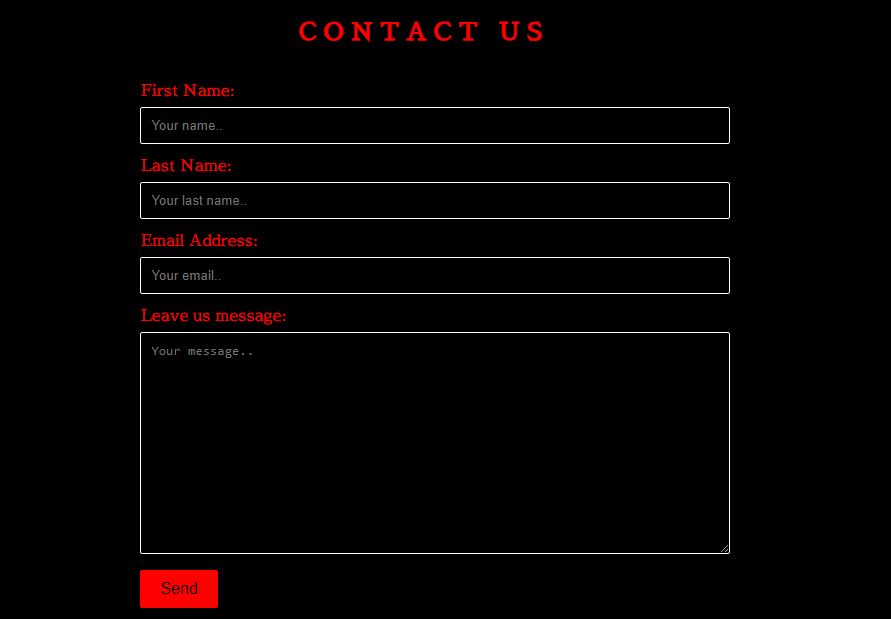 CONTACT US
First Name:
Your name..
Last Name:
Your last name..
Email Address:
Your email..
Leave us message:
Your message..
Send